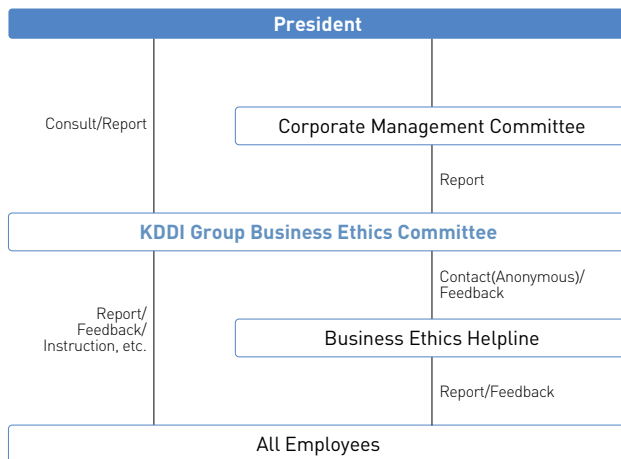 President
Consult/Report
Corporate Management Committee
Report
KDDI Group Business Ethics Committee
Contact(Anonymous)/
Feedback
Report/
Feedback/
Instruction, etc.
Business Ethics Helpline
Report/Feedback
All Employees